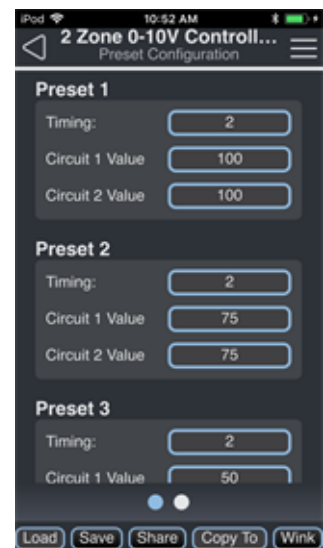 iPod 10:52 AM
2 Zone 0-10V Controll...
Preset Configuration
Preset 1
Timing: 2
Circuit 1 Value 100
Circuit 2 Value 100
Preset 2
Timing: 2
Circuit 1 Value 75
Circuit 2 Value 75
Preset 3
Timing: 2
Circuit 1 Value 50
Load Save Share Copy To Wink